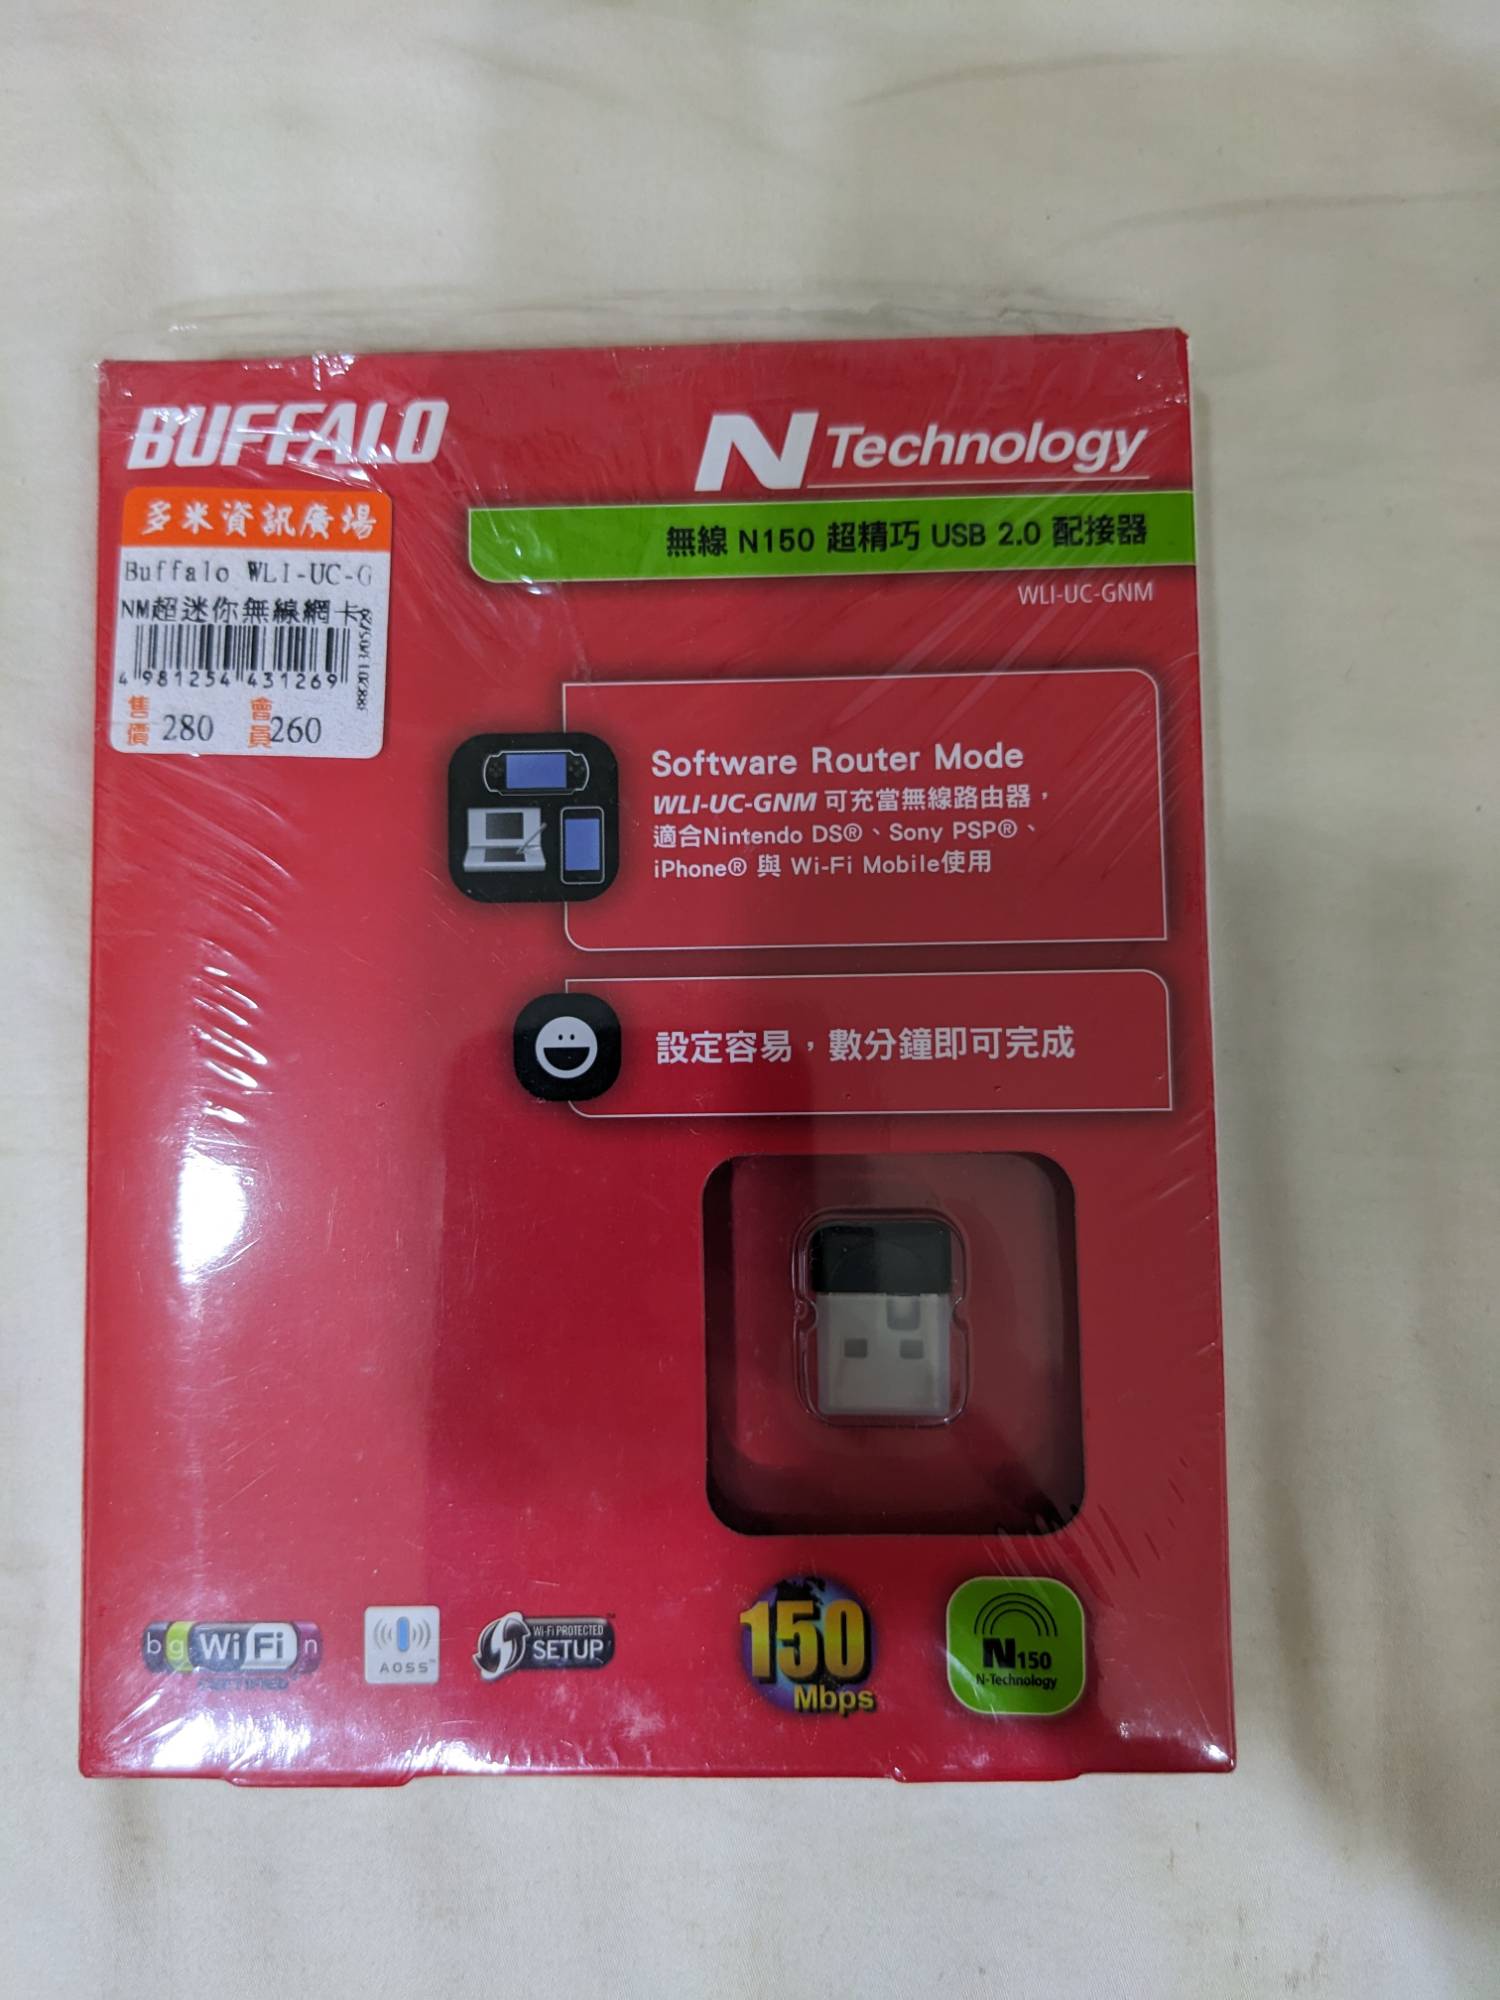 BUFFALO
N Technology
無線 N150 超精巧 USB 2.0 配接器
WLI-UC-GNM
多米資訊廣場
Buffalo WLI-UC-G
NM超迷你無線網卡
4 981254 431269
售價 280 會員 260
Software Router Mode
WLI-UC-GNM 可充當無線路由器，
適合Nintendo DS®、Sony PSP®、
iPhone® 與 Wi-Fi Mobile使用
設定容易，數分鐘即可完成
b g Wi Fi n
CERTIFIED
AOSS™
Wi-Fi PROTECTED
SETUP
150
Mbps
N150
N-Technology